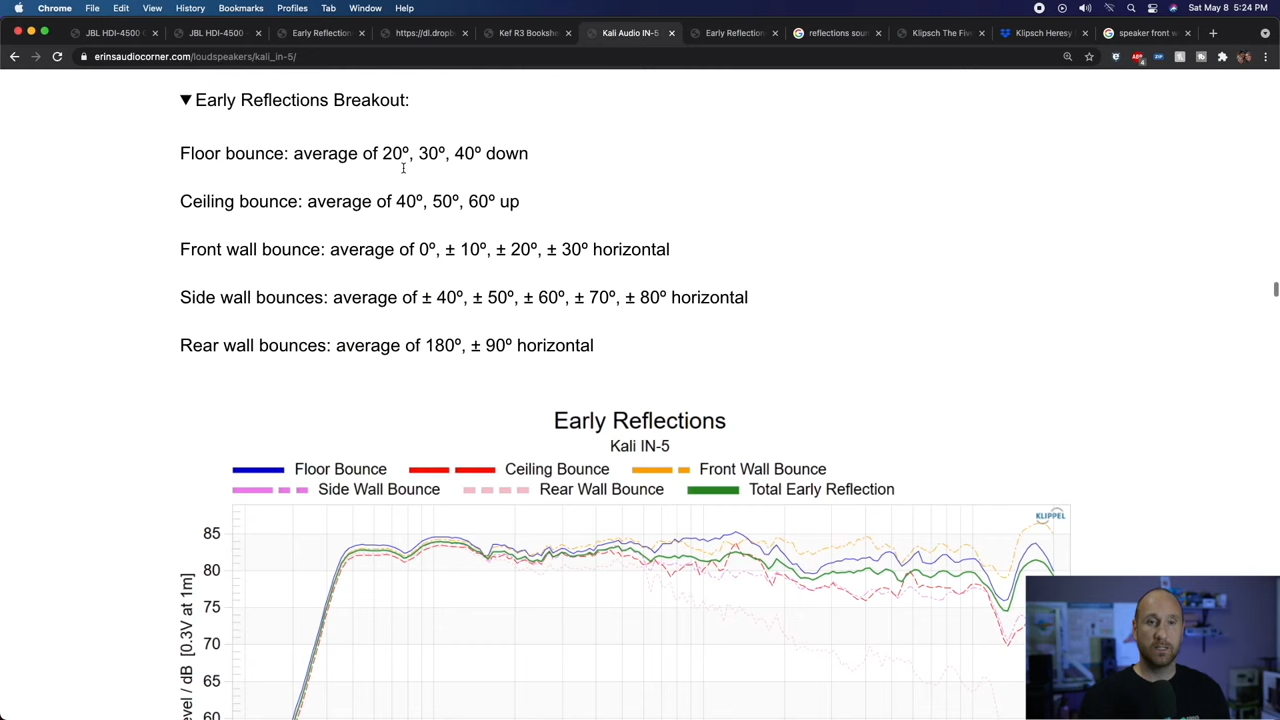 Chrome File Edit View History Bookmarks Profiles Tab Window Help Sat May 8 5:24 PM
JBL HDI-4500 JBL HDI-4500 - Early Reflection https://dl.dropb Kef R3 Bookshe Kali Audio IN-5 Early Reflection reflections soun Klipsch The Five Klipsch Heresy speaker front w
erinsaudiocorner.com/loudspeakers/kali_in-5/
Early Reflections Breakout:
Floor bounce: average of 20º, 30º, 40º down
Ceiling bounce: average of 40º, 50º, 60º up
Front wall bounce: average of 0º, ± 10º, ± 20º, ± 30º horizontal
Side wall bounces: average of ± 40º, ± 50º, ± 60º, ± 70º, ± 80º horizontal
Rear wall bounces: average of 180º, ± 90º horizontal
Early Reflections
Kali IN-5
Floor Bounce Ceiling Bounce Front Wall Bounce
Side Wall Bounce Rear Wall Bounce Total Early Reflection
KLIPPEL
85
80
75
70
65
60
/ dB [0.3V at 1m]